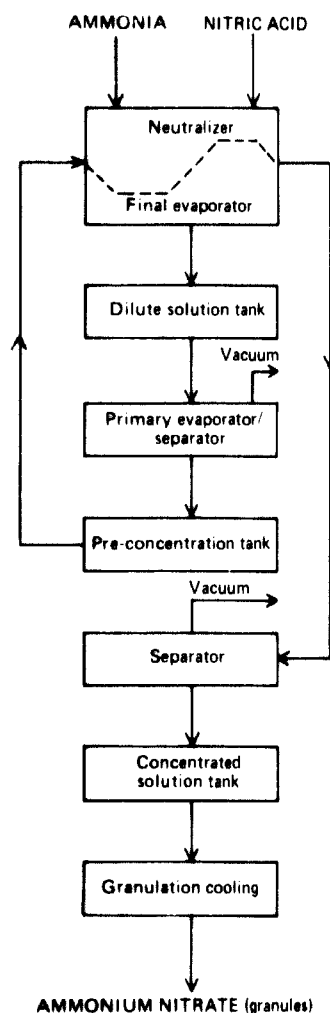 AMMONIA
NITRIC ACID
Neutralizer
Final evaporator
Dilute solution tank
Vacuum
Primary evaporator/
separator
Pre-concentration tank
Vacuum
Separator
Concentrated
solution tank
Granulation cooling
AMMONIUM NITRATE (granules)